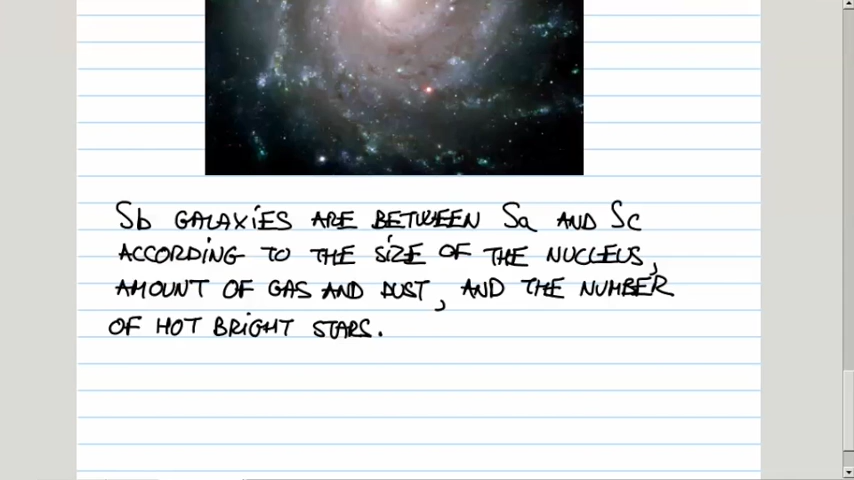 Sb GALAXIES ARE BETWEEN Sa AND Sc
ACCORDING TO THE SIZE OF THE NUCLEUS,
AMOUNT OF GAS AND DUST, AND THE NUMBER
OF HOT BRIGHT STARS.